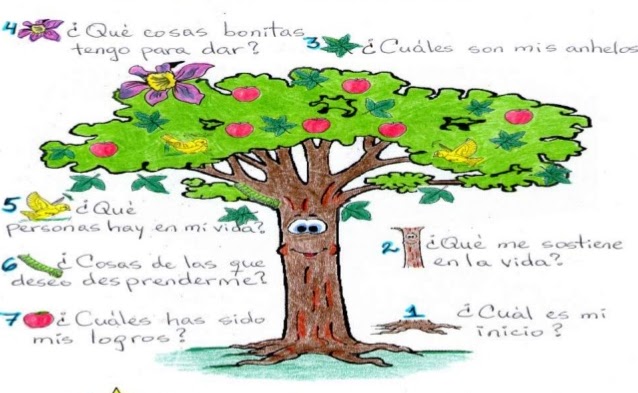 4 ¿Qué cosas bonitas
tengo para dar?
3 ¿Cuáles son mis anhelos
5 ¿Qué
personas hay en mi vida?
2 ¿Qué me sostiene
en la vida?
6 ¿Cosas de las que
deseo desprenderme?
7 ¿Cuáles has sido
mis logros?
1 ¿Cuál es mi
inicio?